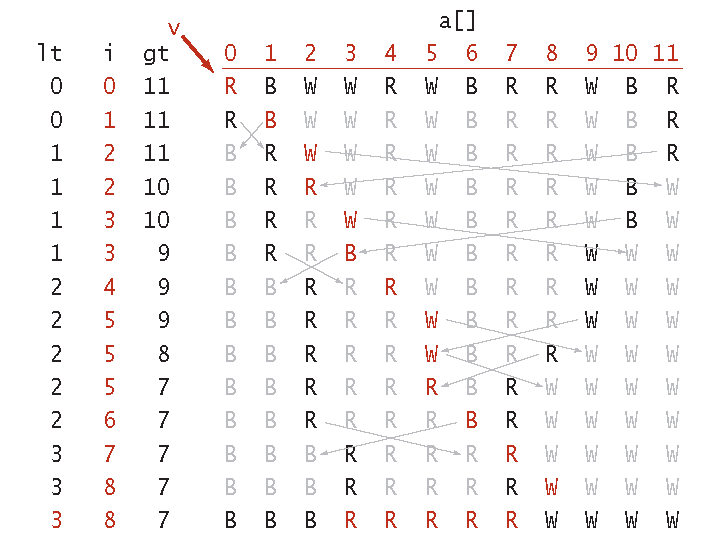 a[]
v
lt i gt 0 1 2 3 4 5 6 7 8 9 10 11
0 0 11 R B W W R W B R R W B R
0 1 11 R B W W R W B R R W B R
1 2 11 B R W W R W B R R W B R
1 2 10 B R R W R W B R R W B W
1 3 10 B R R W R W B R R W B W
1 3 9 B R R B R W B R R W W W
2 4 9 B B R R R W B R R W W W
2 5 9 B B R R R W B R R W W W
2 5 8 B B R R R W B R R W W W
2 5 7 B B R R R R B R W W W W
2 6 7 B B R R R R B R W W W W
3 7 7 B B B R R R R R W W W W
3 8 7 B B B R R R R R W W W W
3 8 7 B B B R R R R R W W W W